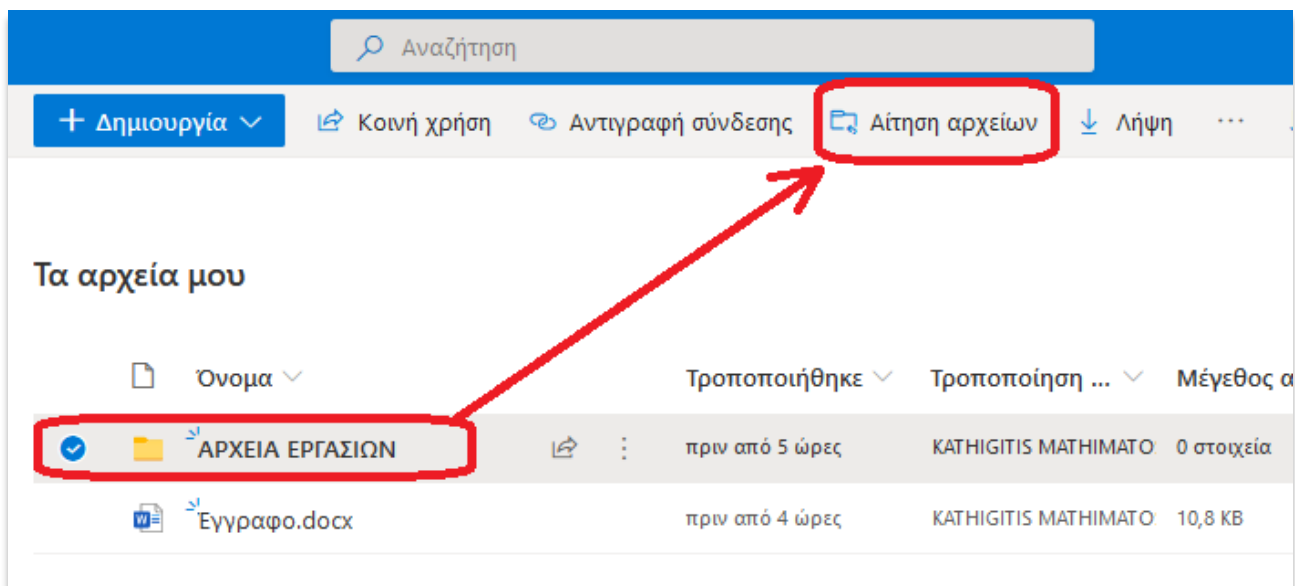 Αναζήτηση
+ Δημιουργία Κοινή χρήση Αντιγραφή σύνδεσης Αίτηση αρχείων Λήψη ...
Τα αρχεία μου
Όνομα Τροποποιήθηκε Τροποποίηση ... Μέγεθος α
ΑΡΧΕΙΑ ΕΡΓΑΣΙΩΝ πριν από 5 ώρες KATHIGITIS MATHIMATO 0 στοιχεία
Έγγραφο.docx πριν από 4 ώρες KATHIGITIS MATHIMATO 10,8 KB